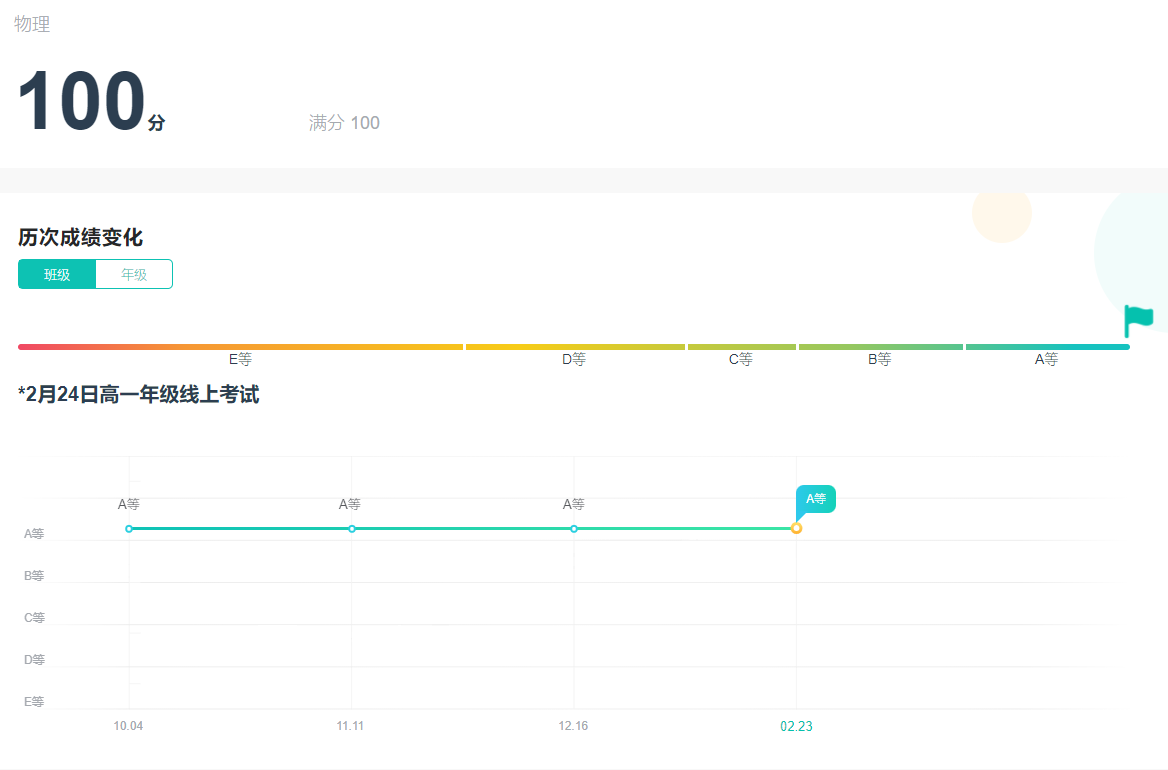 物理
100分 满分 100
历次成绩变化
班级 年级
E等 D等 C等 B等 A等
*2月24日高一年级线上考试
A等 A等 A等 A等
A等
B等
C等
D等
E等
10.04 11.11 12.16 02.23